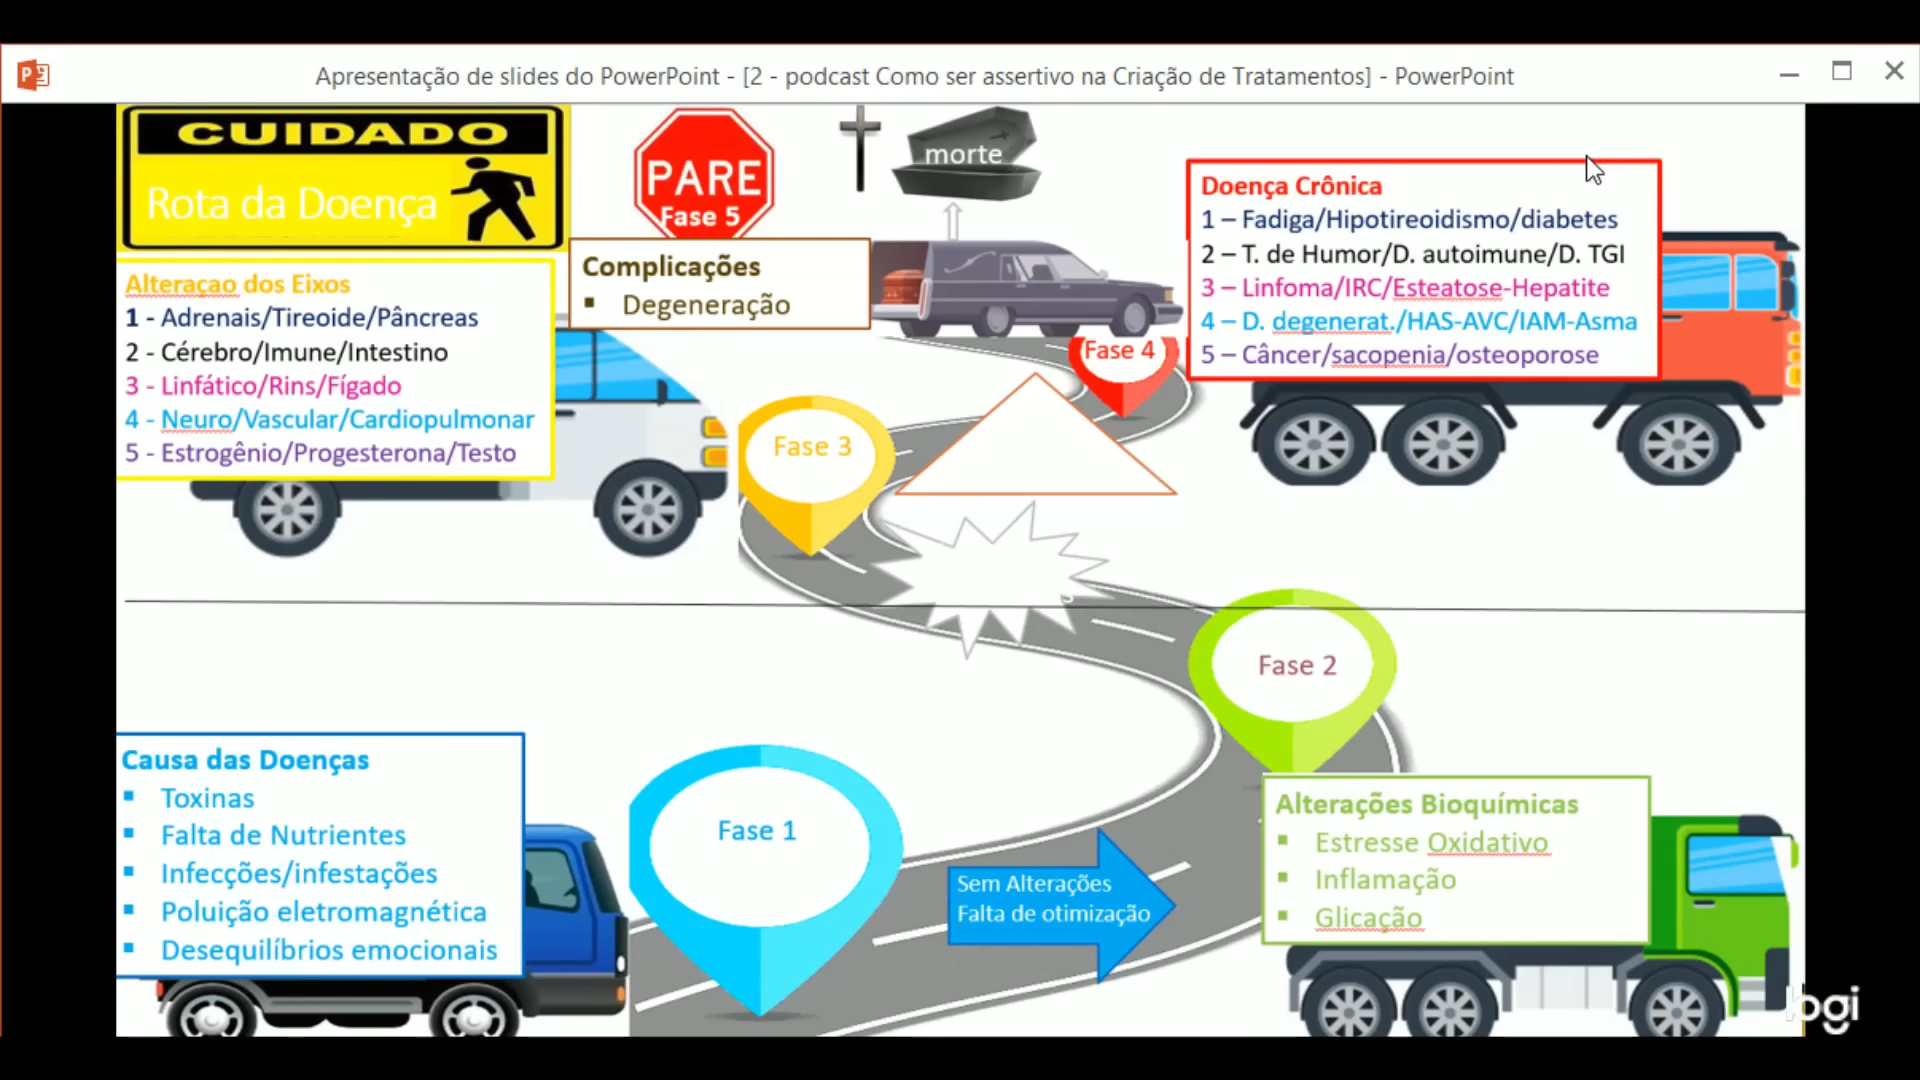 Apresentação de slides do PowerPoint - [2 - podcast Como ser assertivo na Criação de Tratamentos] - PowerPoint
CUIDADO
Rota da Doença
PARE
Fase 5
morte
Doença Crônica
1 – Fadiga/Hipotireoidismo/diabetes
2 – T. de Humor/D. autoimune/D. TGI
3 – Linfoma/IRC/Esteatose-Hepatite
4 – D. degenerat./HAS-AVC/IAM-Asma
5 – Câncer/sacopenia/osteoporose
Complicações
▪ Degeneração
Alteraçao dos Eixos
1 - Adrenais/Tireoide/Pâncreas
2 - Cérebro/Imune/Intestino
3 - Linfático/Rins/Fígado
4 - Neuro/Vascular/Cardiopulmonar
5 - Estrogênio/Progesterona/Testo
Fase 4
Fase 3
Fase 2
Causa das Doenças
▪ Toxinas
▪ Falta de Nutrientes
▪ Infecções/infestações
▪ Poluição eletromagnética
▪ Desequilíbrios emocionais
Fase 1
Sem Alterações
Falta de otimização
Alterações Bioquímicas
▪ Estresse Oxidativo
▪ Inflamação
▪ Glicação